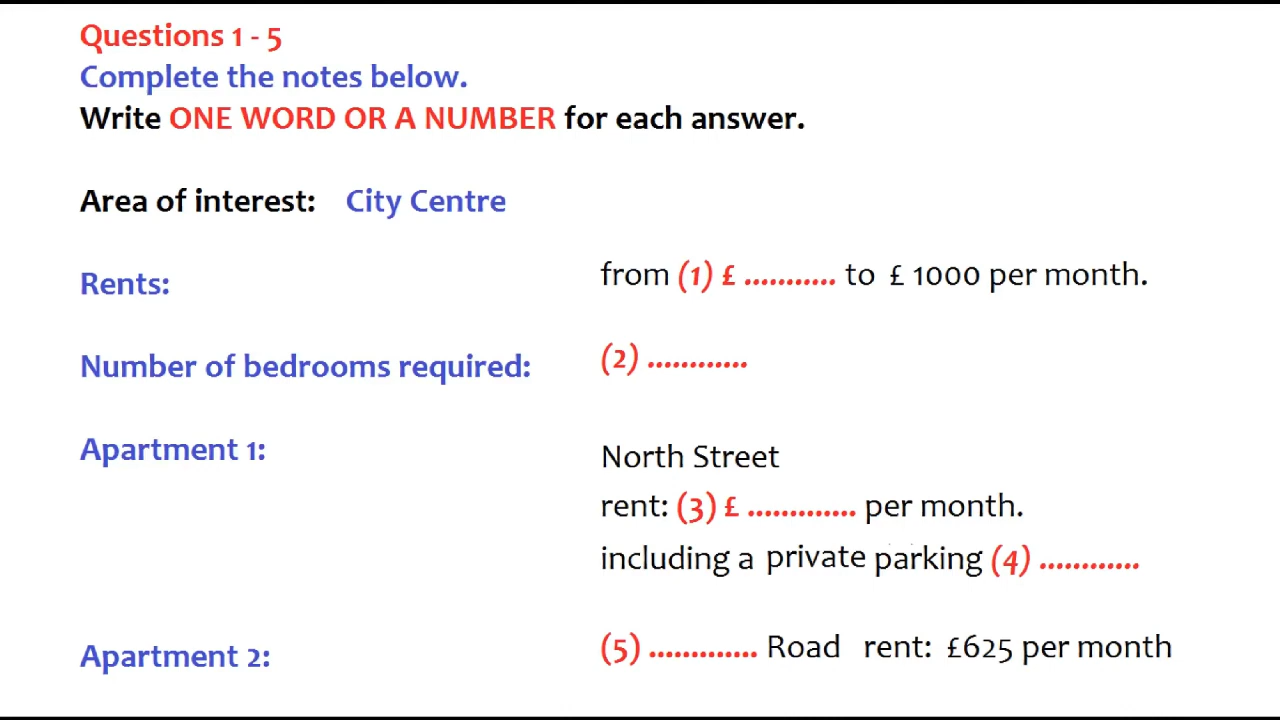 Questions 1 - 5
Complete the notes below.
Write ONE WORD OR A NUMBER for each answer.
Area of interest: City Centre
Rents: from (1) £ ........... to £ 1000 per month.
Number of bedrooms required: (2) ............
Apartment 1: North Street
rent: (3) £ ............. per month.
including a private parking (4) ............
Apartment 2: (5) ............. Road rent: £625 per month